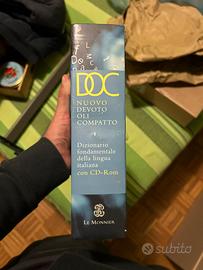 DOC
NUOVO
DEVOTO
OLI
COMPATTO
Dizionario
fondamentale
della lingua
italiana
con CD-Rom
LE MONNIER
subito